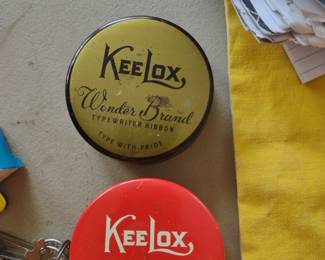 KEELOX
Wonder Brand
TYPEWRITER RIBBON
TYPE WITH PRIDE
KEELOX